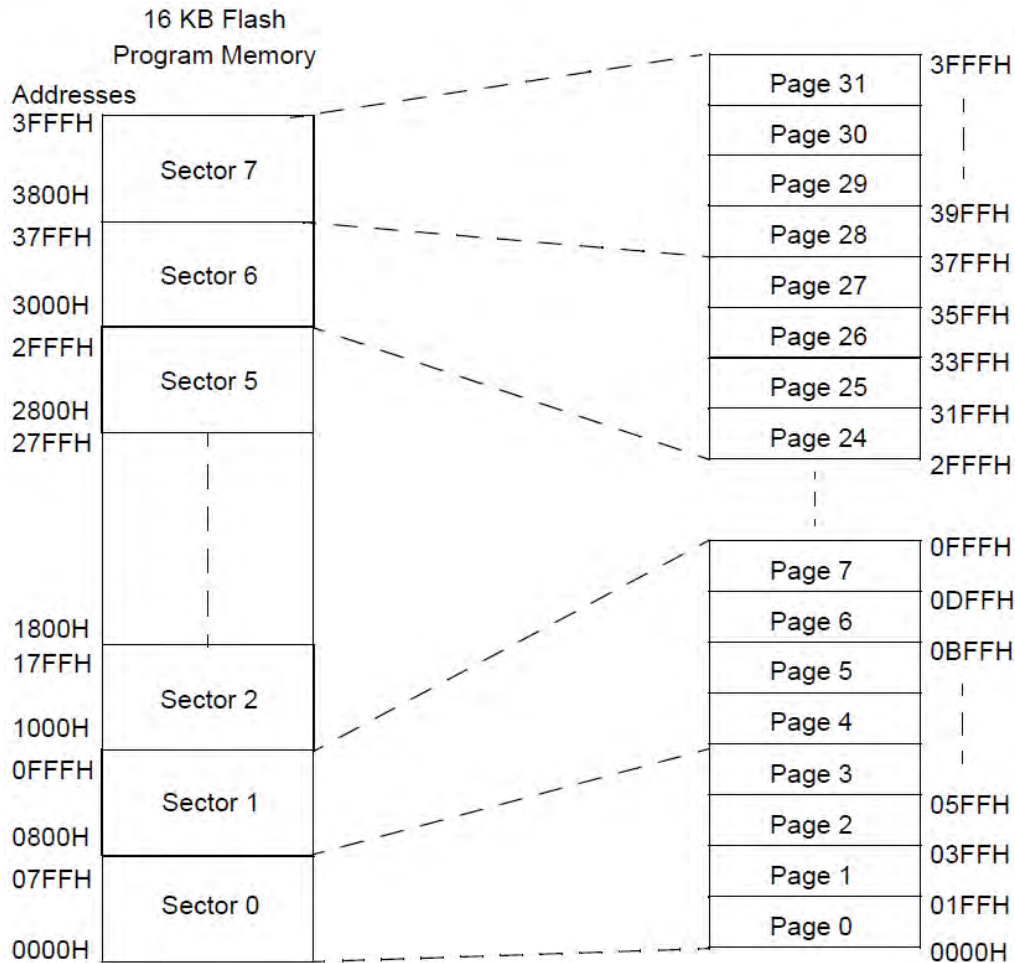 16 KB Flash
Program Memory
Addresses
3FFFH
Sector 7
3800H
37FFH
Sector 6
3000H
2FFFH
Sector 5
2800H
27FFH
1800H
17FFH
Sector 2
1000H
0FFFH
Sector 1
0800H
07FFH
Sector 0
0000H
3FFFH
Page 31
Page 30
Page 29
39FFH
Page 28
37FFH
Page 27
35FFH
Page 26
33FFH
Page 25
31FFH
Page 24
2FFFH
0FFFH
Page 7
0DFFH
Page 6
0BFFH
Page 5
Page 4
Page 3
05FFH
Page 2
03FFH
Page 1
01FFH
Page 0
0000H